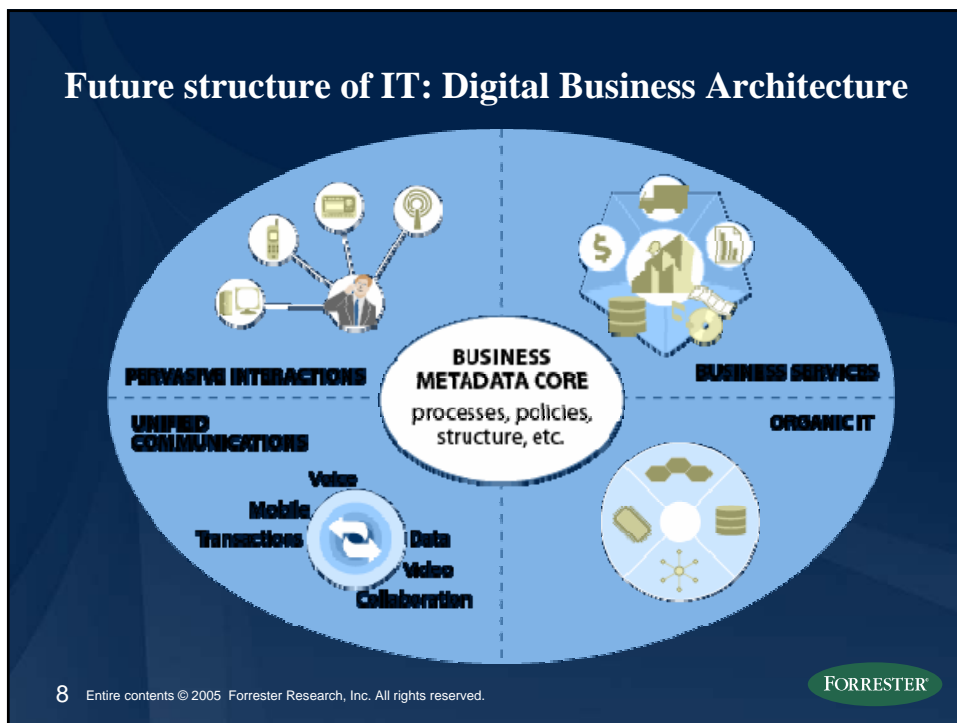 Future structure of IT: Digital Business Architecture
PERVASIVE INTERACTIONS
BUSINESS SERVICES
BUSINESS
METADATA CORE
processes, policies,
structure, etc.
UNIFIED
COMMUNICATIONS
ORGANIC IT
Voice
Mobile
Transactions
Data
Video
Collaboration
$
8 Entire contents © 2005 Forrester Research, Inc. All rights reserved.
FORRESTER®